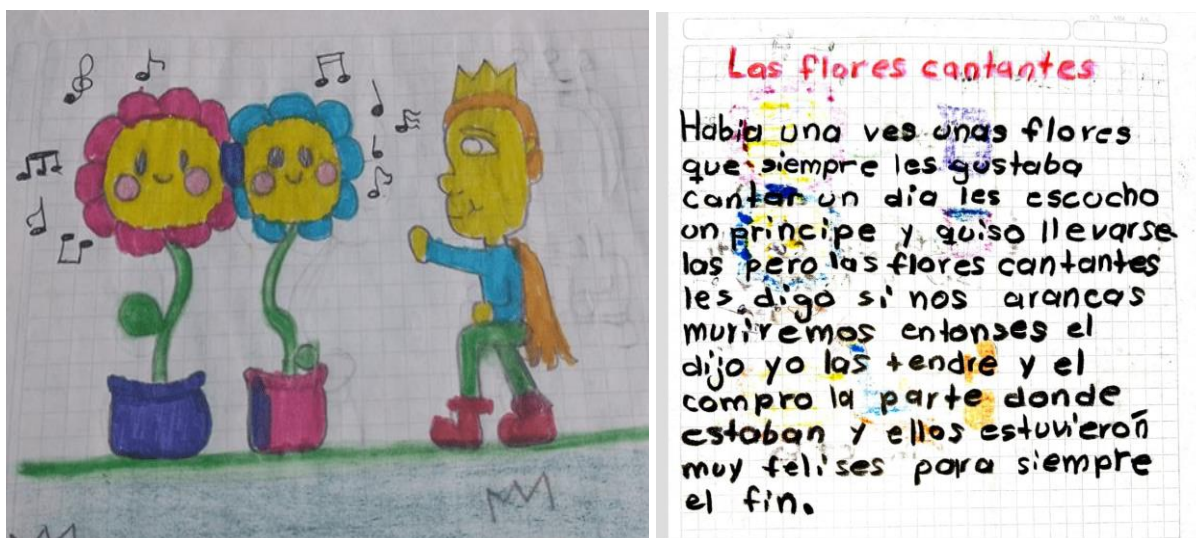 Las flores cantantes
Habia una ves unas flores
que siempre les gustaba
cantar un dia les escucho
un principe y quiso llevarse
las pero las flores cantantes
les digo si nos arancas
muriremos entonses el
dijo yo las tendre y el
compro la parte donde
estaban y ellos estuvieron
muy felises para siempre
el fin.